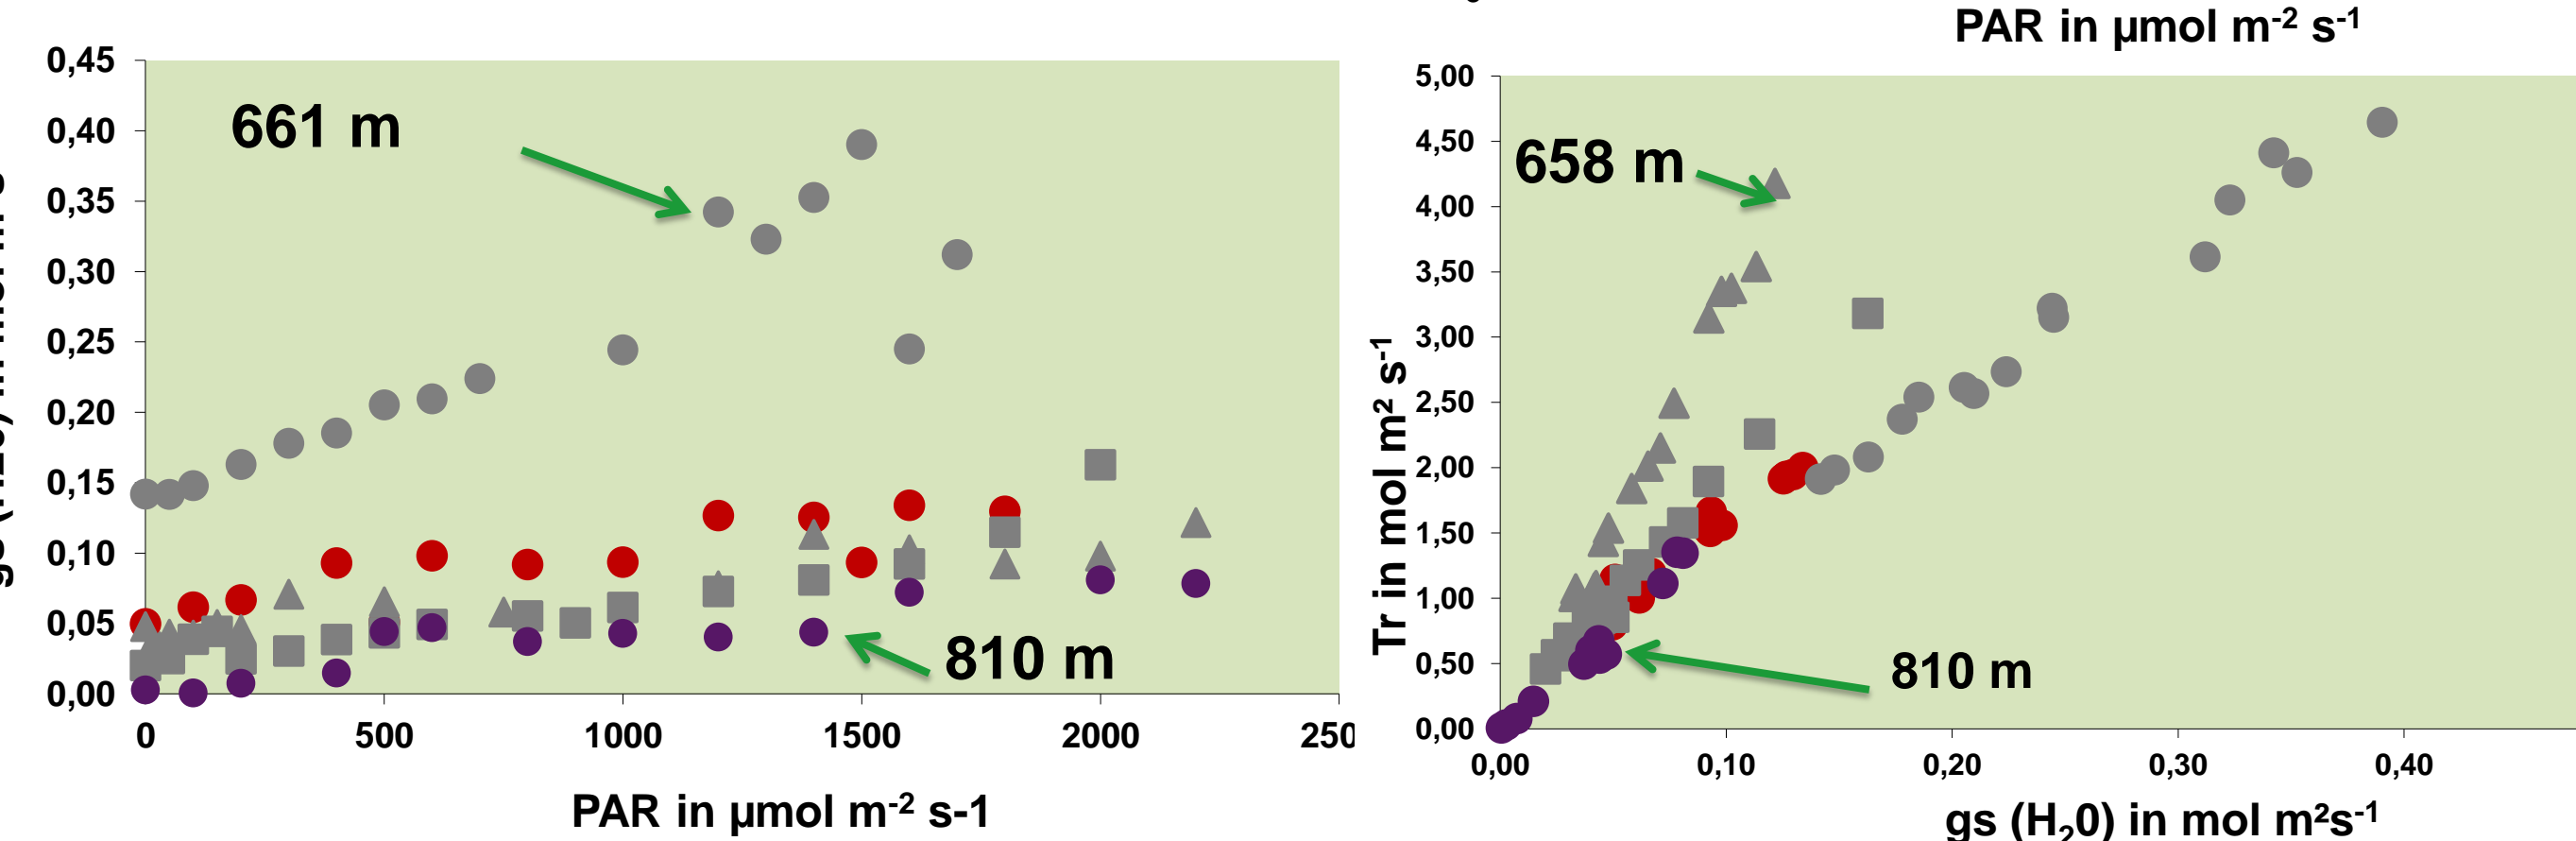 PAR in µmol m-2 s-1
0,45
0,40
0,35
0,30
0,25
0,20
0,15
0,10
0,05
0,00
661 m
810 m
0 500 1000 1500 2000 250
PAR in µmol m-2 s-1
5,00
4,50
4,00
3,50
3,00
2,50
2,00
1,50
1,00
0,50
0,00
Tr in mol m² s-1
658 m
810 m
0,00 0,10 0,20 0,30 0,40
gs (H20) in mol m²s-1